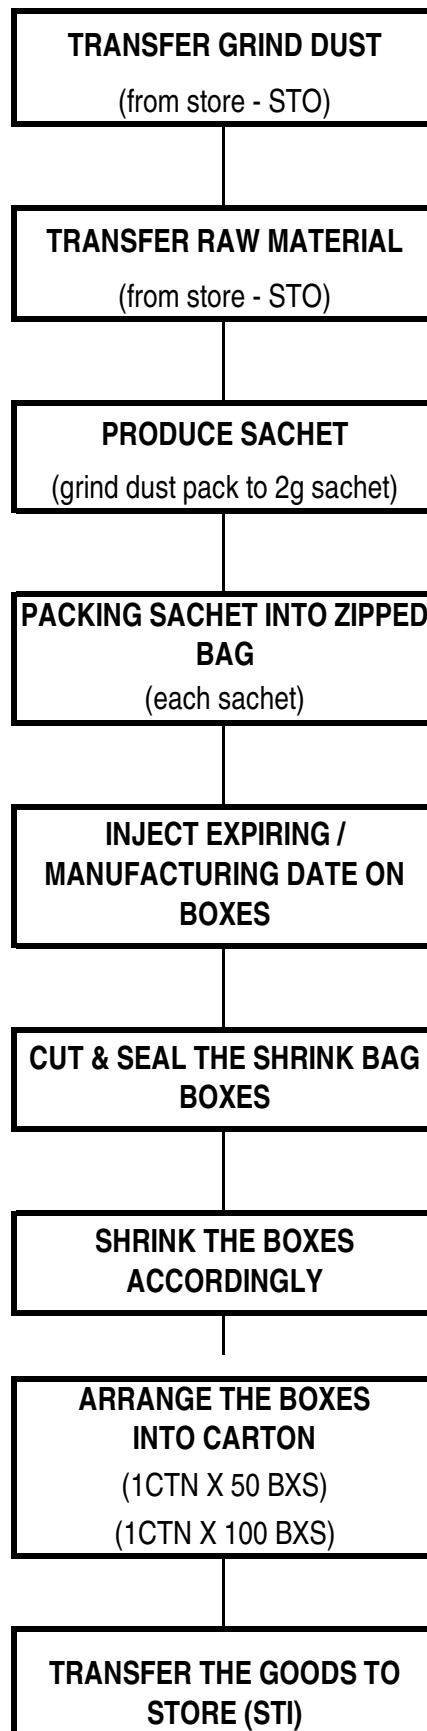 TRANSFER GRIND DUST
(from store - STO)
TRANSFER RAW MATERIAL
(from store - STO)
PRODUCE SACHET
(grind dust pack to 2g sachet)
PACKING SACHET INTO ZIPPED
BAG
(each sachet)
INJECT EXPIRING /
MANUFACTURING DATE ON
BOXES
CUT & SEAL THE SHRINK BAG
BOXES
SHRINK THE BOXES
ACCORDINGLY
ARRANGE THE BOXES
INTO CARTON
(1CTN X 50 BXS)
(1CTN X 100 BXS)
TRANSFER THE GOODS TO
STORE (STI)